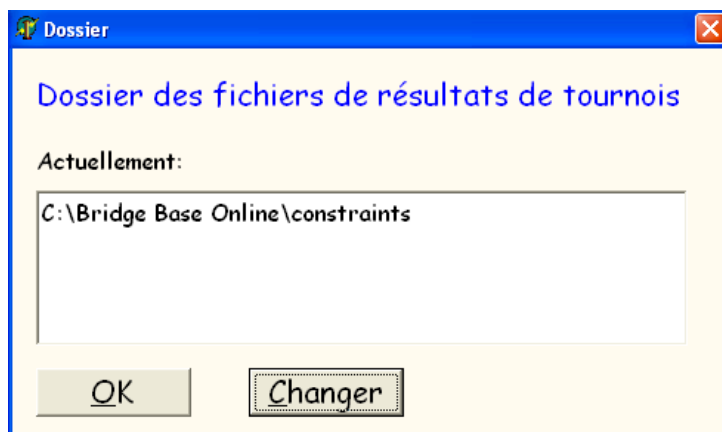 Dossier
Dossier des fichiers de résultats de tournois
Actuellement:
C:\Bridge Base Online\constraints
OK
Changer